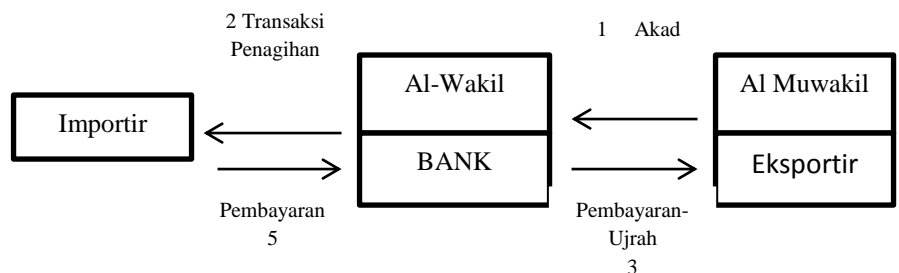 2 Transaksi
Penagihan
1 Akad
Importir
Al-Wakil
BANK
Al Muwakil
Eksportir
Pembayaran
5
Pembayaran-
Ujrah
3